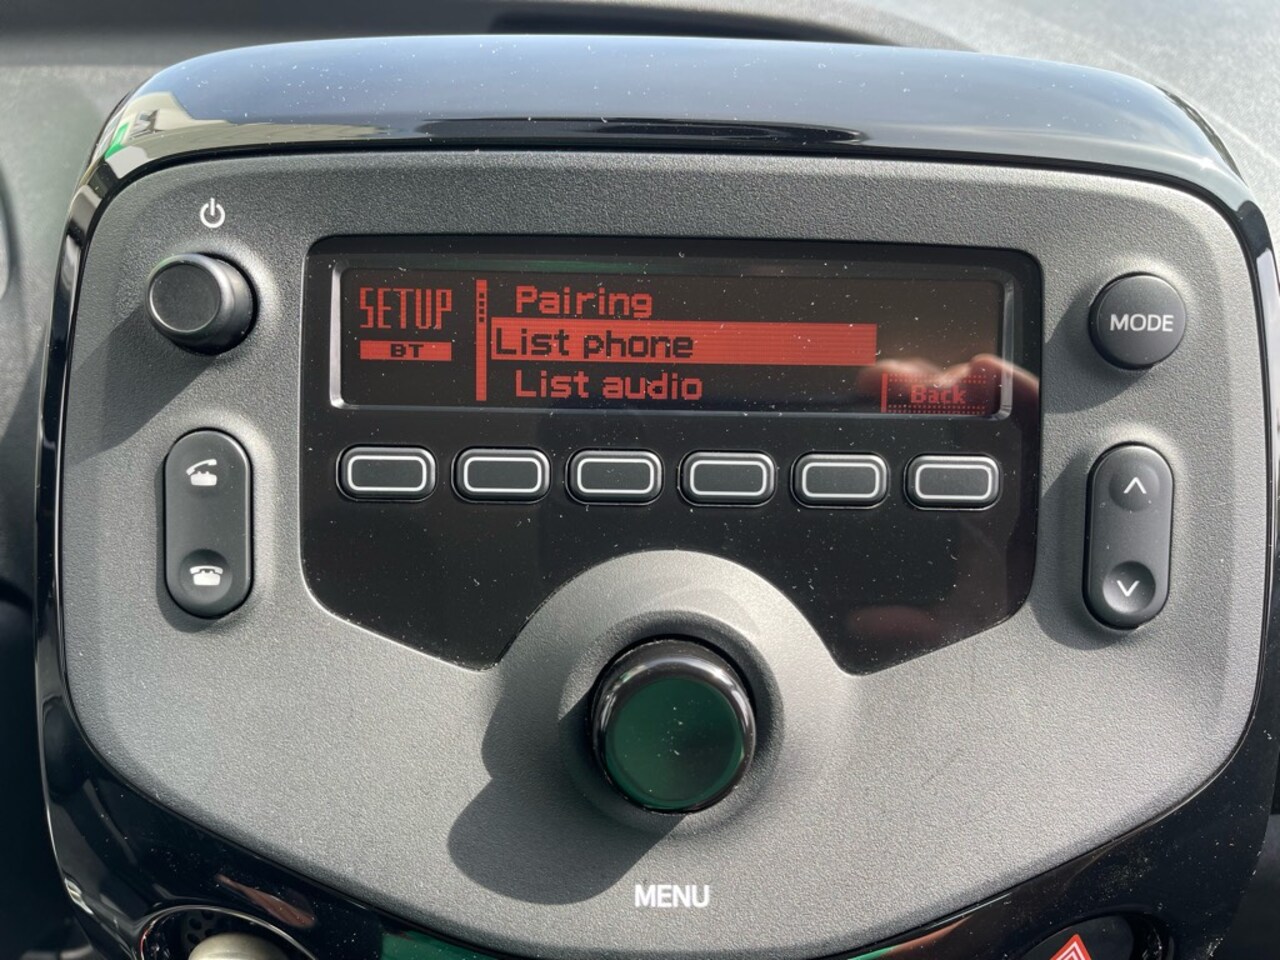 SETUP
BT
Pairing
List phone
List audio
Back
MODE
MENU